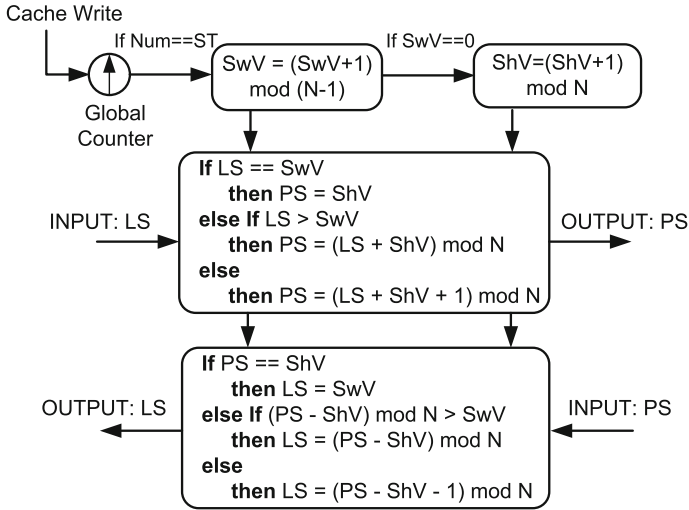 Cache Write
If Num==ST
Global
Counter
SwV = (SwV+1)
mod (N-1)
If SwV==0
ShV=(ShV+1)
mod N
INPUT: LS
If LS == SwV
then PS = ShV
else If LS > SwV
then PS = (LS + ShV) mod N
else
then PS = (LS + ShV + 1) mod N
OUTPUT: PS
OUTPUT: LS
If PS == ShV
then LS = SwV
else If (PS - ShV) mod N > SwV
then LS = (PS - ShV) mod N
else
then LS = (PS - ShV - 1) mod N
INPUT: PS